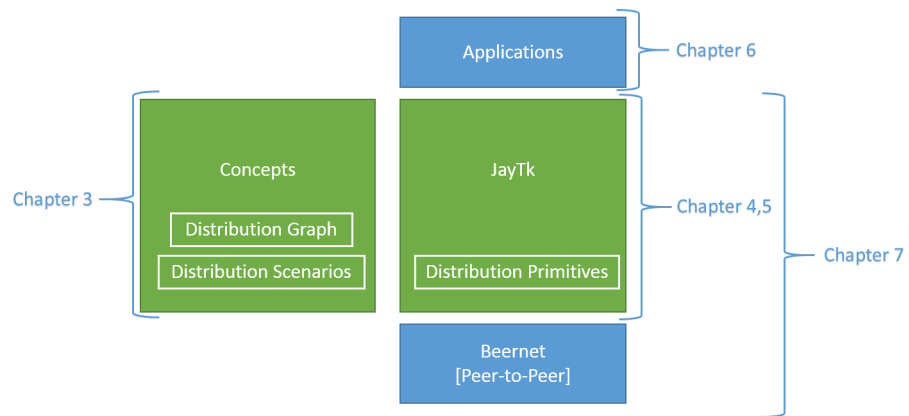 Applications
Chapter 6
Concepts
JayTk
Chapter 3
Chapter 4,5
Distribution Graph
Chapter 7
Distribution Scenarios
Distribution Primitives
Beernet
[Peer-to-Peer]